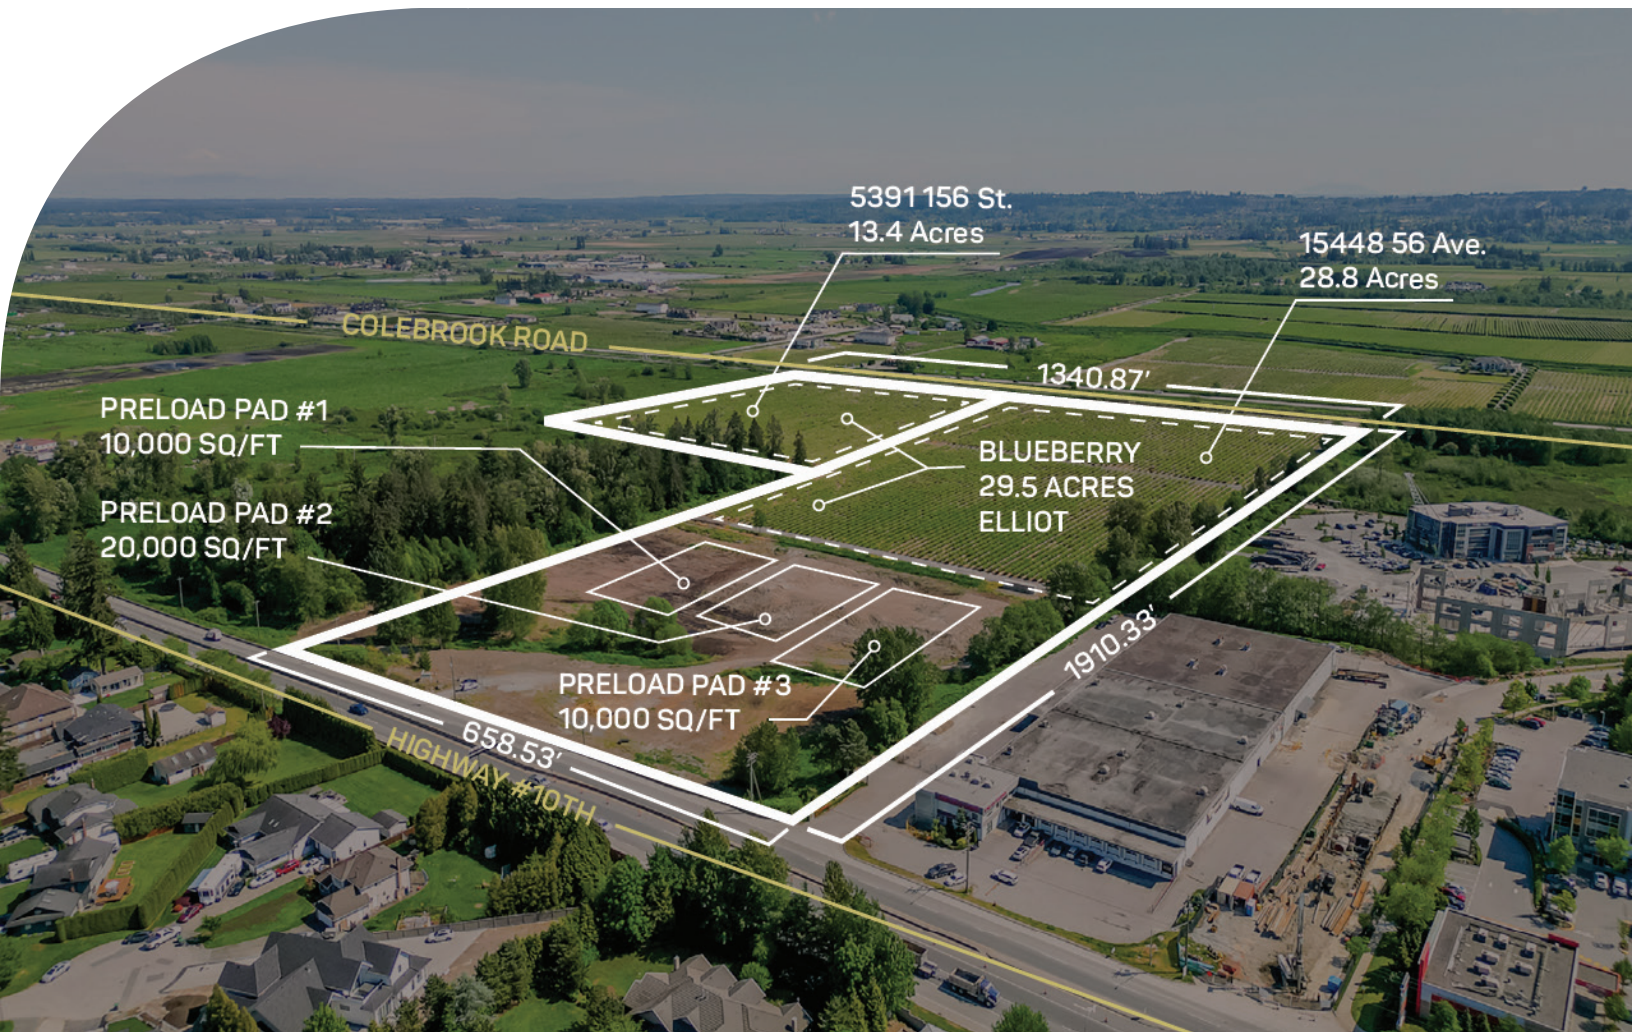 5391 156 St.
13.4 Acres
15448 56 Ave.
28.8 Acres
COLEBROOK ROAD
1340.87'
PRELOAD PAD #1
10,000 SQ/FT
BLUEBERRY
29.5 ACRES
ELLIOT
PRELOAD PAD #2
20,000 SQ/FT
1910.33'
PRELOAD PAD #3
10,000 SQ/FT
658.53'
HIGHWAY #10TH